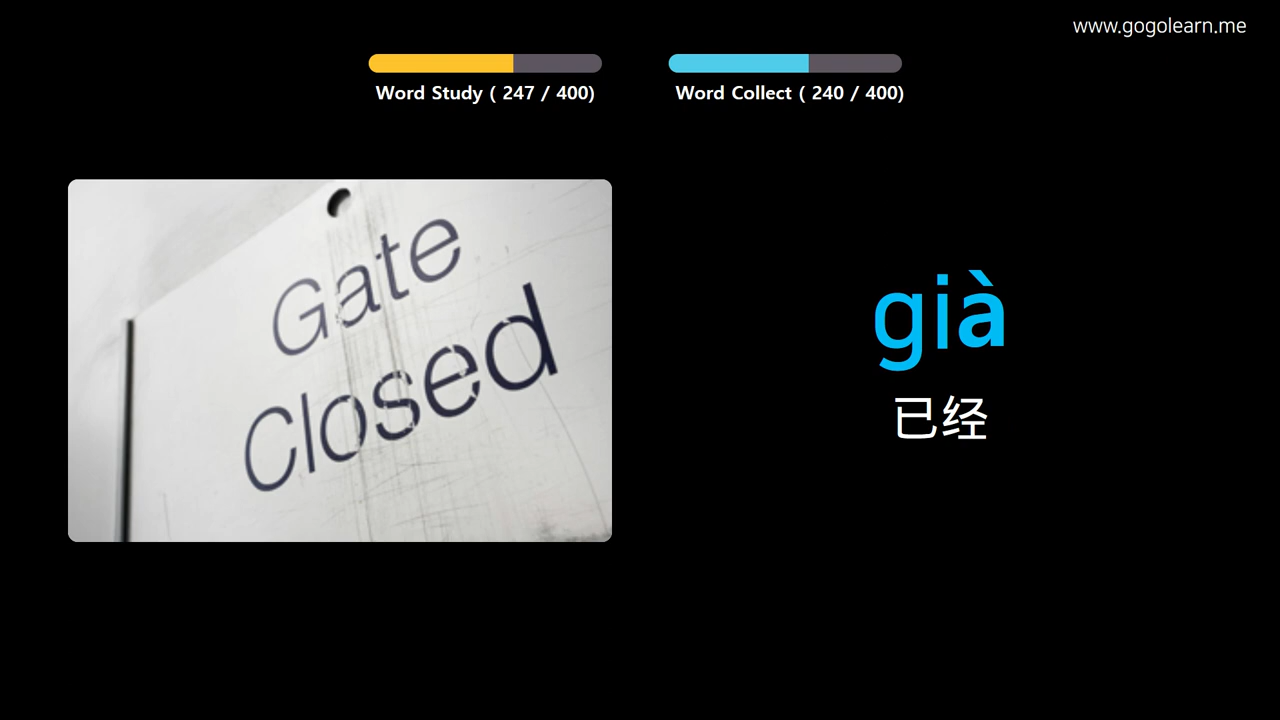 www.gogolearn.me
Word Study ( 247 / 400)
Word Collect ( 240 / 400)
Gate
Closed
già
已经